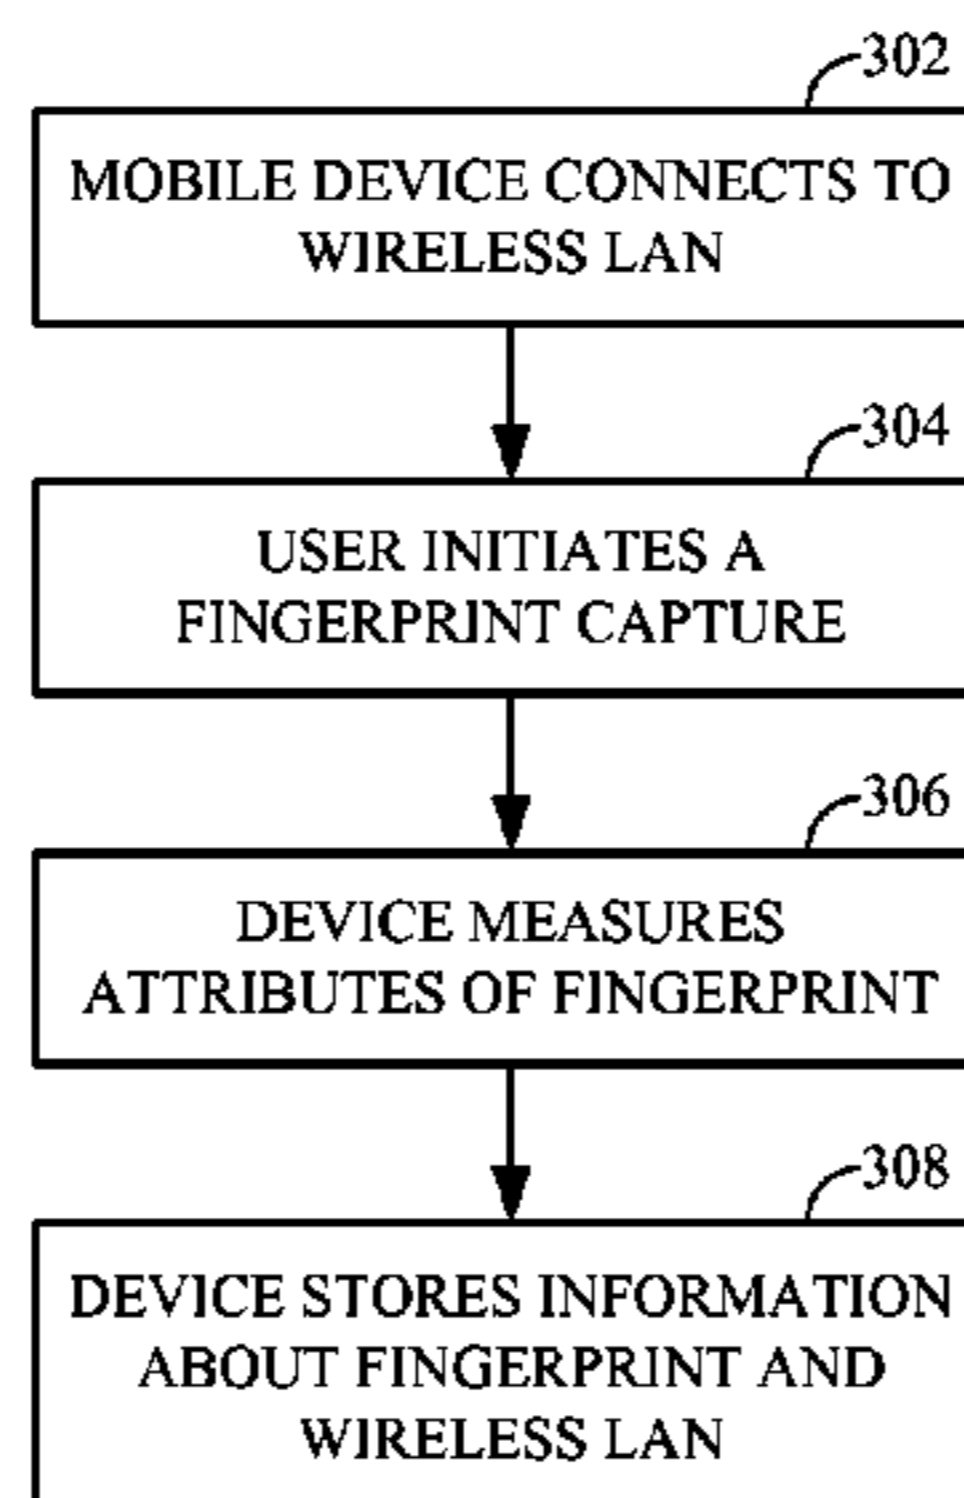 302
MOBILE DEVICE CONNECTS TO
WIRELESS LAN
304
USER INITIATES A
FINGERPRINT CAPTURE
306
DEVICE MEASURES
ATTRIBUTES OF FINGERPRINT
308
DEVICE STORES INFORMATION
ABOUT FINGERPRINT AND
WIRELESS LAN